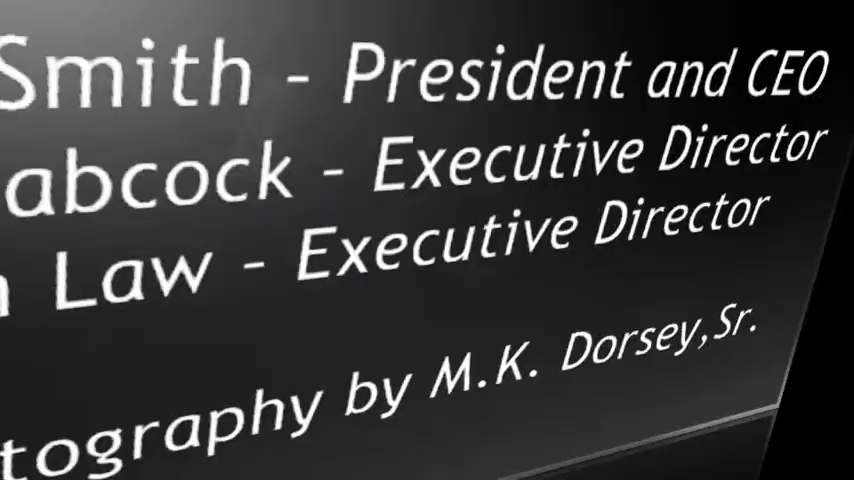 Smith - President and CEO
abcock - Executive Director
n Law - Executive Director
tography by M.K. Dorsey, Sr.